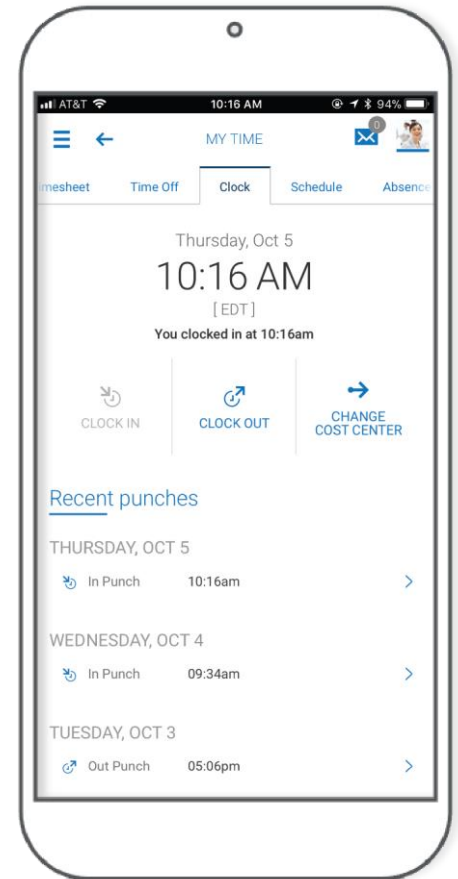 AT&T 10:16 AM 94%
MY TIME 0
mesheet Time Off Clock Schedule Absence
Thursday, Oct 5
10:16 AM
[ EDT ]
You clocked in at 10:16am
CLOCK IN CLOCK OUT CHANGE
COST CENTER
Recent punches
THURSDAY, OCT 5
In Punch 10:16am
WEDNESDAY, OCT 4
In Punch 09:34am
TUESDAY, OCT 3
Out Punch 05:06pm